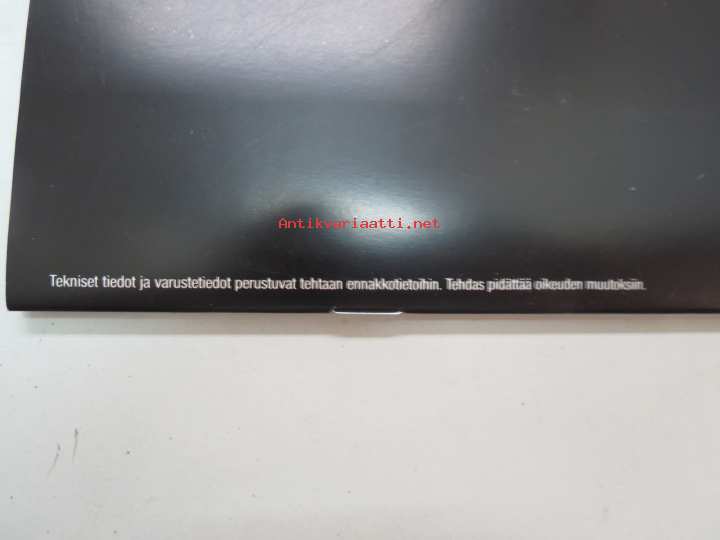 Antikvariaatti.net
Tekniset tiedot ja varustetiedot perustuvat tehtaan ennakkotietoihin. Tehdas pidättää oikeuden muutoksiin.